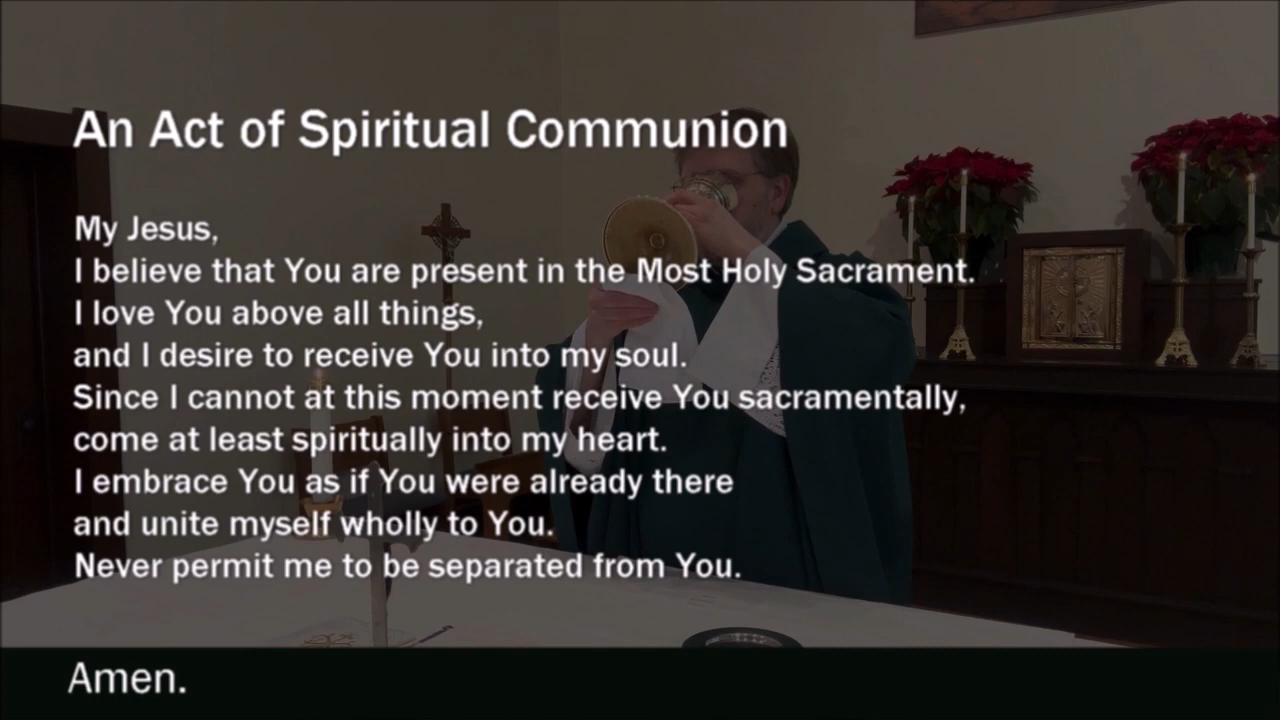 An Act of Spiritual Communion
My Jesus,
I believe that You are present in the Most Holy Sacrament.
I love You above all things,
and I desire to receive You into my soul.
Since I cannot at this moment receive You sacramentally,
come at least spiritually into my heart.
I embrace You as if You were already there
and unite myself wholly to You.
Never permit me to be separated from You.
Amen.